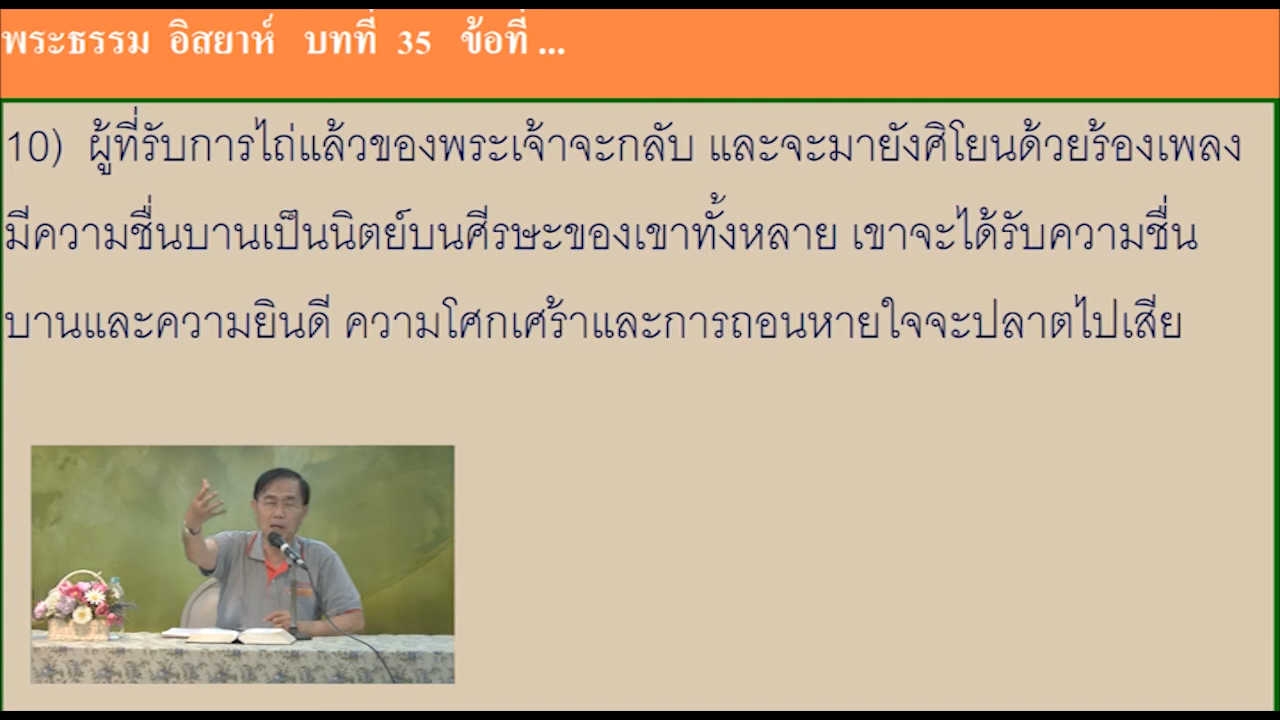 พระธรรม อิสยาห์ บทที่ 35 ข้อที่ ...
10) ผู้ที่รับการไถ่แล้วของพระเจ้าจะกลับ และจะมายังศิโยนด้วยร้องเพลง
มีความชื่นบานเป็นนิตย์บนศีรษะของเขาทั้งหลาย เขาจะได้รับความชื่น
บานและความยินดี ความโศกเศร้าและการถอนหายใจจะปลาตไปเสีย